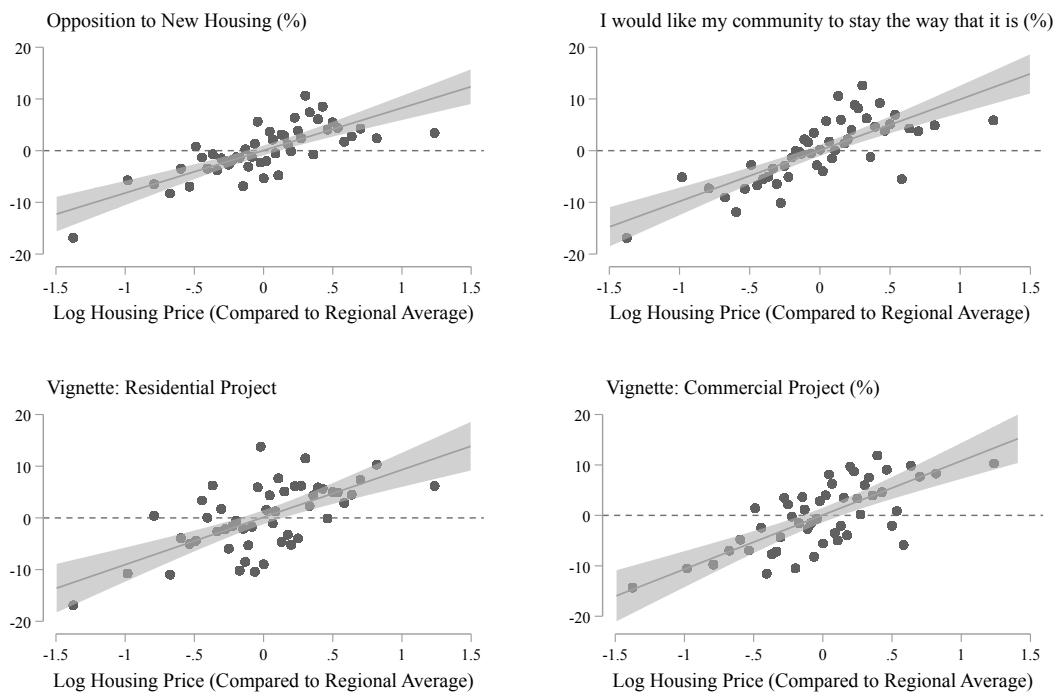 Opposition to New Housing (%)
20
10
0
-10
-20
-1.5 -1 -.5 0 .5 1 1.5
Log Housing Price (Compared to Regional Average)
I would like my community to stay the way that it is (%)
20
10
0
-10
-20
-1.5 -1 -.5 0 .5 1 1.5
Log Housing Price (Compared to Regional Average)
Vignette: Residential Project
20
10
0
-10
-20
-1.5 -1 -.5 0 .5 1 1.5
Log Housing Price (Compared to Regional Average)
Vignette: Commercial Project (%)
20
10
0
-10
-20
-1.5 -1 -.5 0 .5 1 1.5
Log Housing Price (Compared to Regional Average)